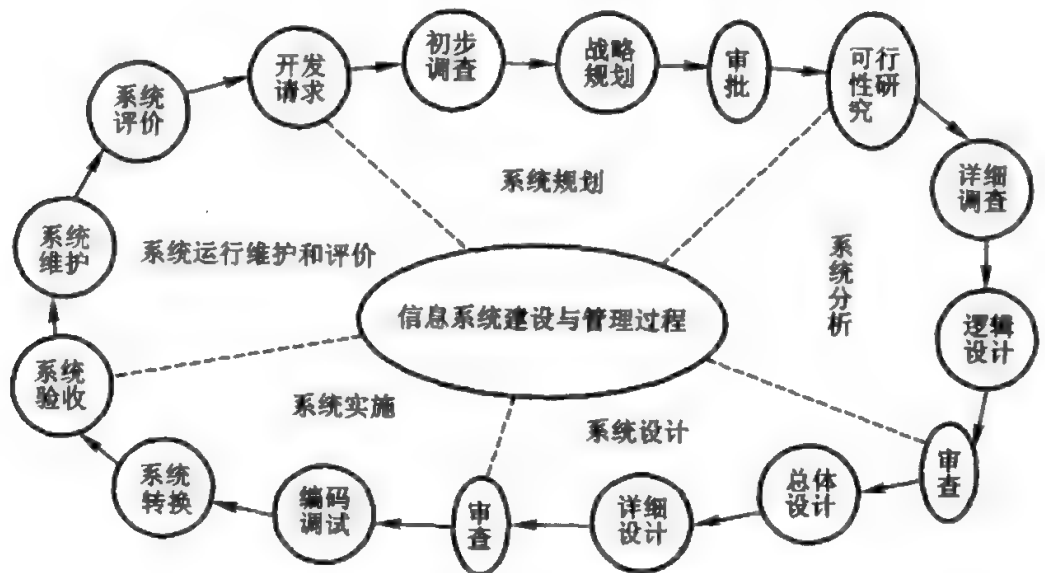 初步
调查
战略
规划
审
批
可行
性研
究
开发
请求
系统
评价
详细
调查
系统规划
系统
维护
系统运行维护和评价
系
统
分
析
信息系统建设与管理过程
逻辑
设计
系统
验收
系统实施
系统设计
审
查
系统
转换
编码
调试
审
查
详细
设计
总体
设计